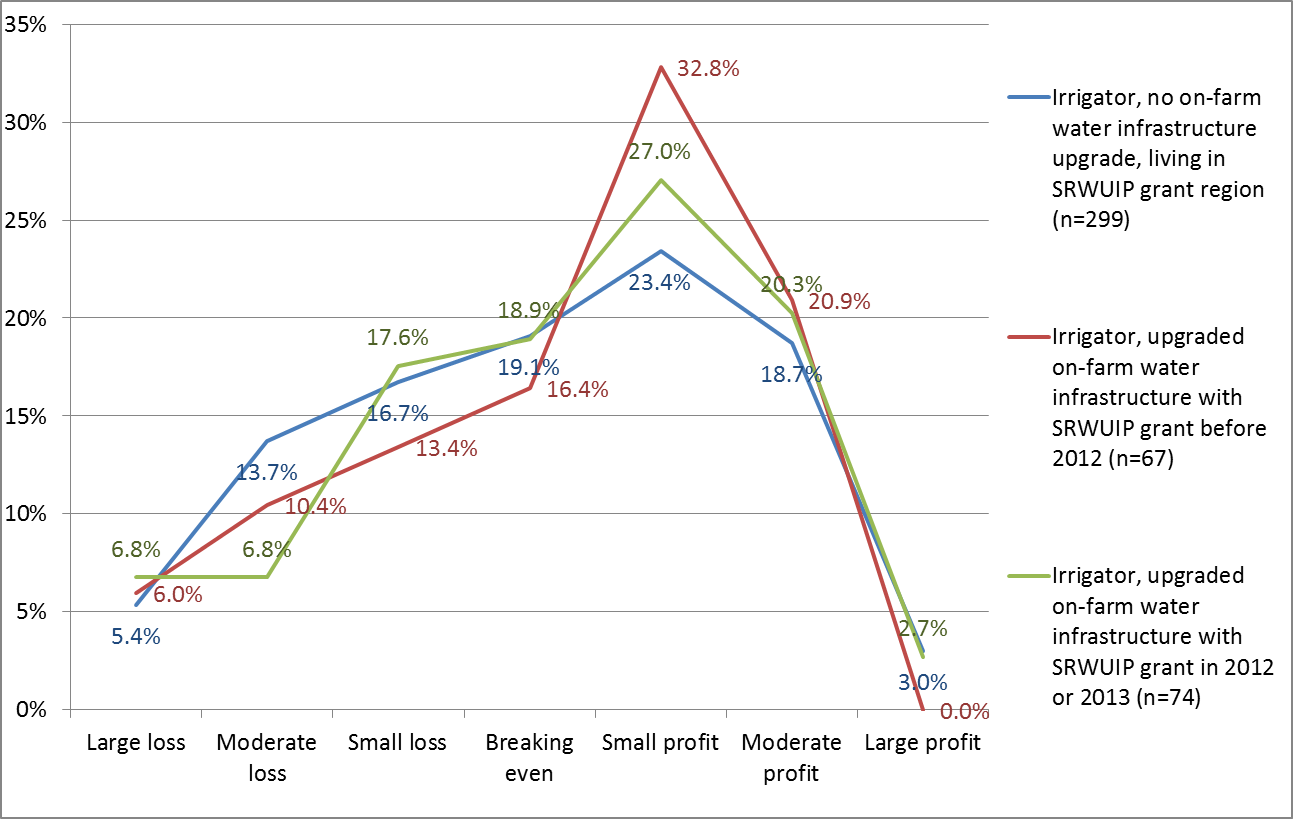 35%
30%
25%
20%
15%
10%
5%
0%
32.8%
27.0%
23.4%
20.3%
20.9%
18.7%
18.9%
19.1%
16.4%
17.6%
16.7%
13.4%
13.7%
10.4%
6.8%
6.8%
6.0%
5.4%
2.7%
3.0%
0.0%
Large loss
Moderate
loss
Small loss
Breaking
even
Small profit
Moderate
profit
Large profit
Irrigator, no on-farm
water infrastructure
upgrade, living in
SRWUIP grant region
(n=299)
Irrigator, upgraded
on-farm water
infrastructure with
SRWUIP grant before
2012 (n=67)
Irrigator, upgraded
on-farm water
infrastructure with
SRWUIP grant in 2012
or 2013 (n=74)